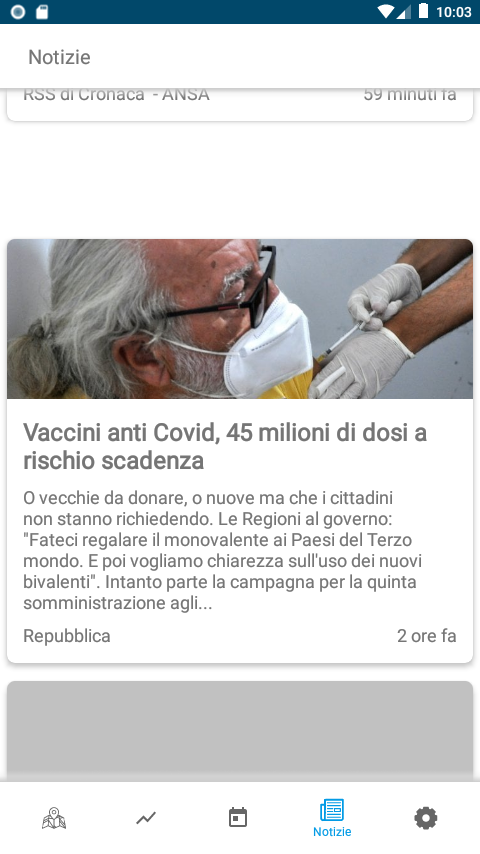 10:03
Notizie
RSS di Cronaca - ANSA
59 minuti fa
Vaccini anti Covid, 45 milioni di dosi a
rischio scadenza
O vecchie da donare, o nuove ma che i cittadini
non stanno richiedendo. Le Regioni al governo:
"Fateci regalare il monovalente ai Paesi del Terzo
mondo. E poi vogliamo chiarezza sull'uso dei nuovi
bivalenti". Intanto parte la campagna per la quinta
somministrazione agli...
Repubblica
2 ore fa
Notizie